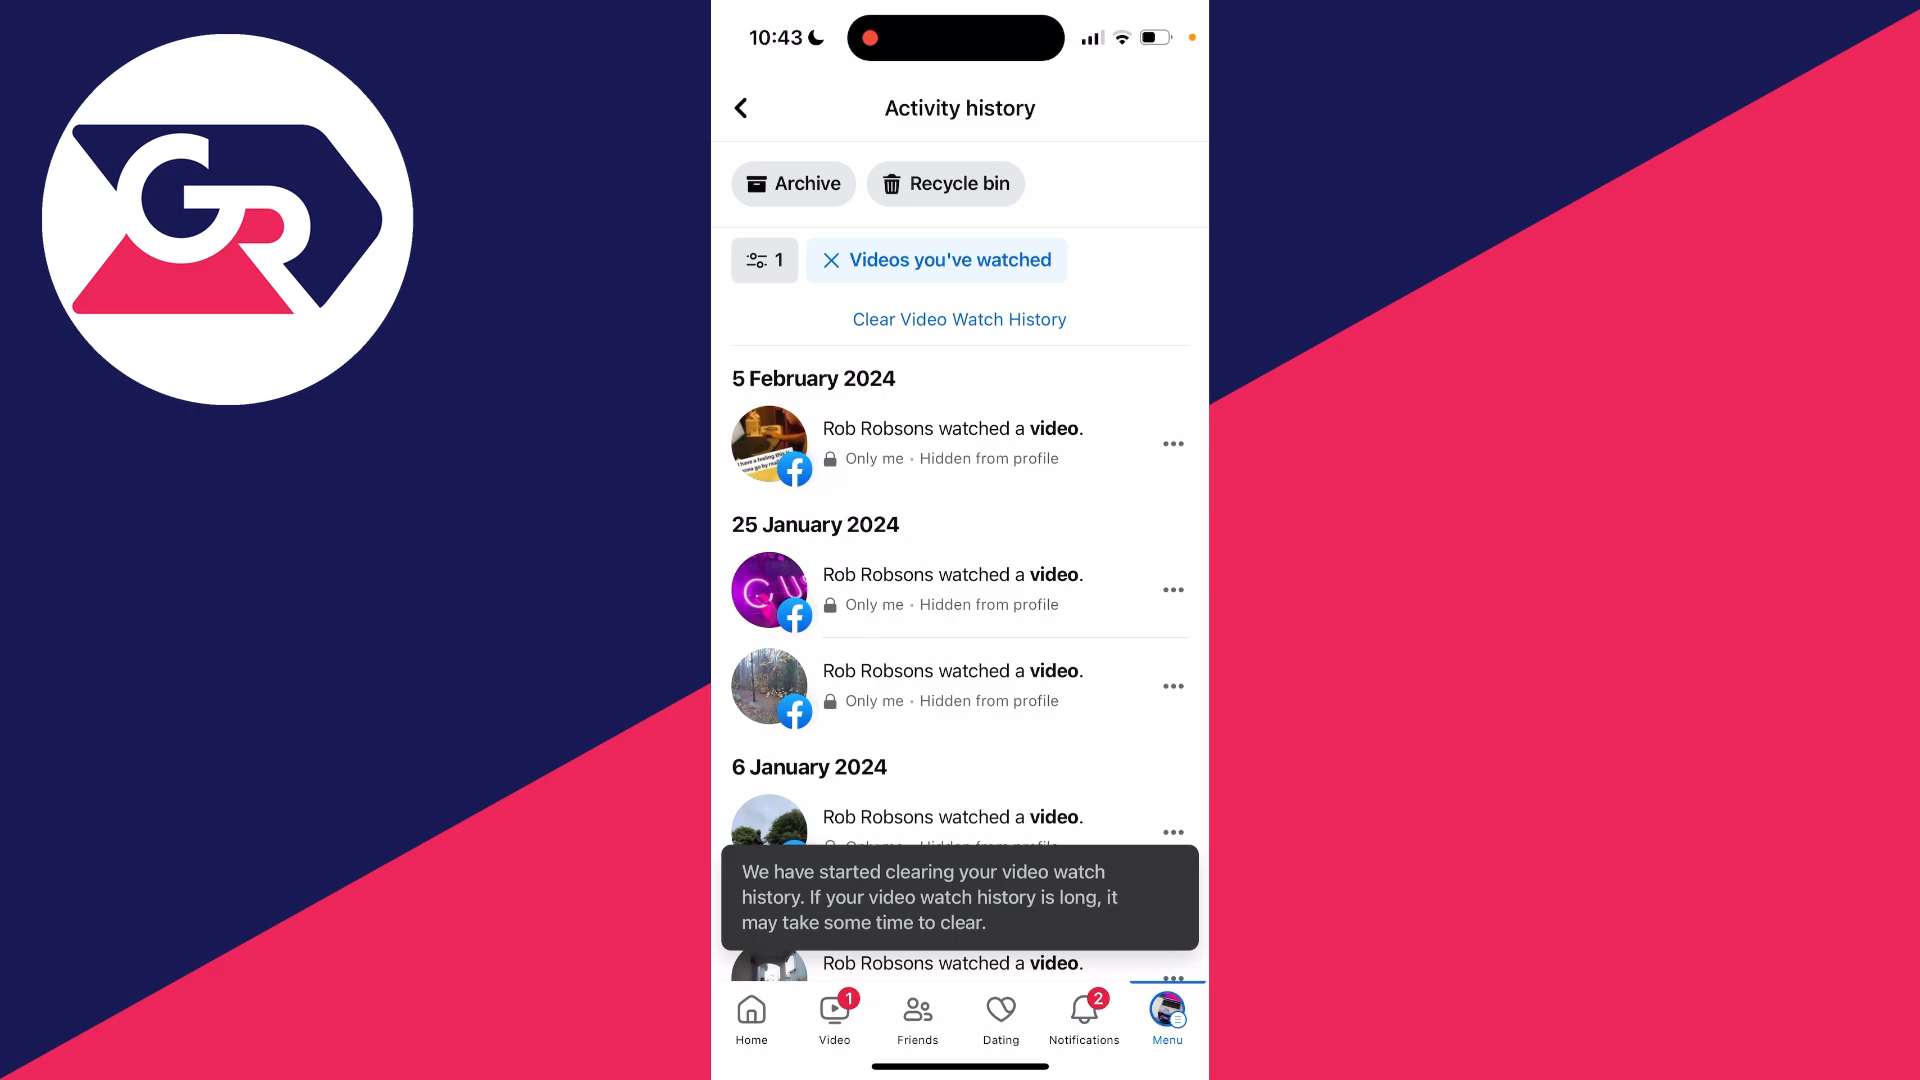 GR
10:43
Activity history
Archive
Recycle bin
1
Videos you've watched
Clear Video Watch History
5 February 2024
Rob Robsons watched a video.
Only me • Hidden from profile
25 January 2024
Rob Robsons watched a video.
Only me • Hidden from profile
Rob Robsons watched a video.
Only me • Hidden from profile
6 January 2024
Rob Robsons watched a video.
We have started clearing your video watch
history. If your video watch history is long, it
may take some time to clear.
Rob Robsons watched a video.
1
2
Home
Video
Friends
Dating
Notifications
Menu